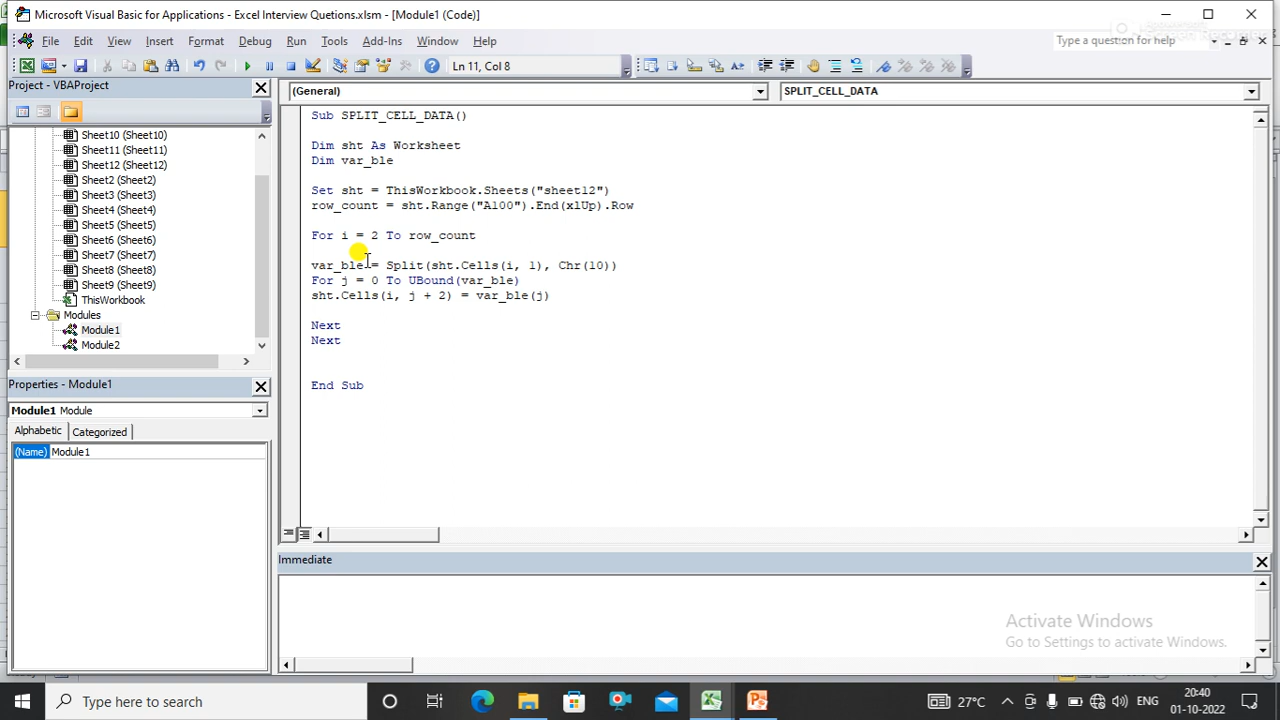 Microsoft Visual Basic for Applications - Excel Interview Quetions.xlsm - [Module1 (Code)]
File Edit View Insert Format Debug Run Tools Add-Ins Window Help
Type a question for help
Ln 11, Col 8
Project - VBAProject
(General)
SPLIT_CELL_DATA
Sheet10 (Sheet10)
Sheet11 (Sheet11)
Sheet12 (Sheet12)
Sheet2 (Sheet2)
Sheet3 (Sheet3)
Sheet4 (Sheet4)
Sheet5 (Sheet5)
Sheet6 (Sheet6)
Sheet7 (Sheet7)
Sheet8 (Sheet8)
Sheet9 (Sheet9)
ThisWorkbook
Modules
Module1
Module2
Sub SPLIT_CELL_DATA()
Dim sht As Worksheet
Dim var_ble
Set sht = ThisWorkbook.Sheets("sheet12")
row_count = sht.Range("A100").End(xlUp).Row
For i = 2 To row_count
var_ble = Split(sht.Cells(i, 1), Chr(10))
For j = 0 To UBound(var_ble)
sht.Cells(i, j + 2) = var_ble(j)
Next
Next
End Sub
Properties - Module1
Module1 Module
Alphabetic Categorized
(Name) Module1
Immediate
Activate Windows
Go to Settings to activate Windows.
Type here to search
27°C
ENG
20:40
01-10-2022